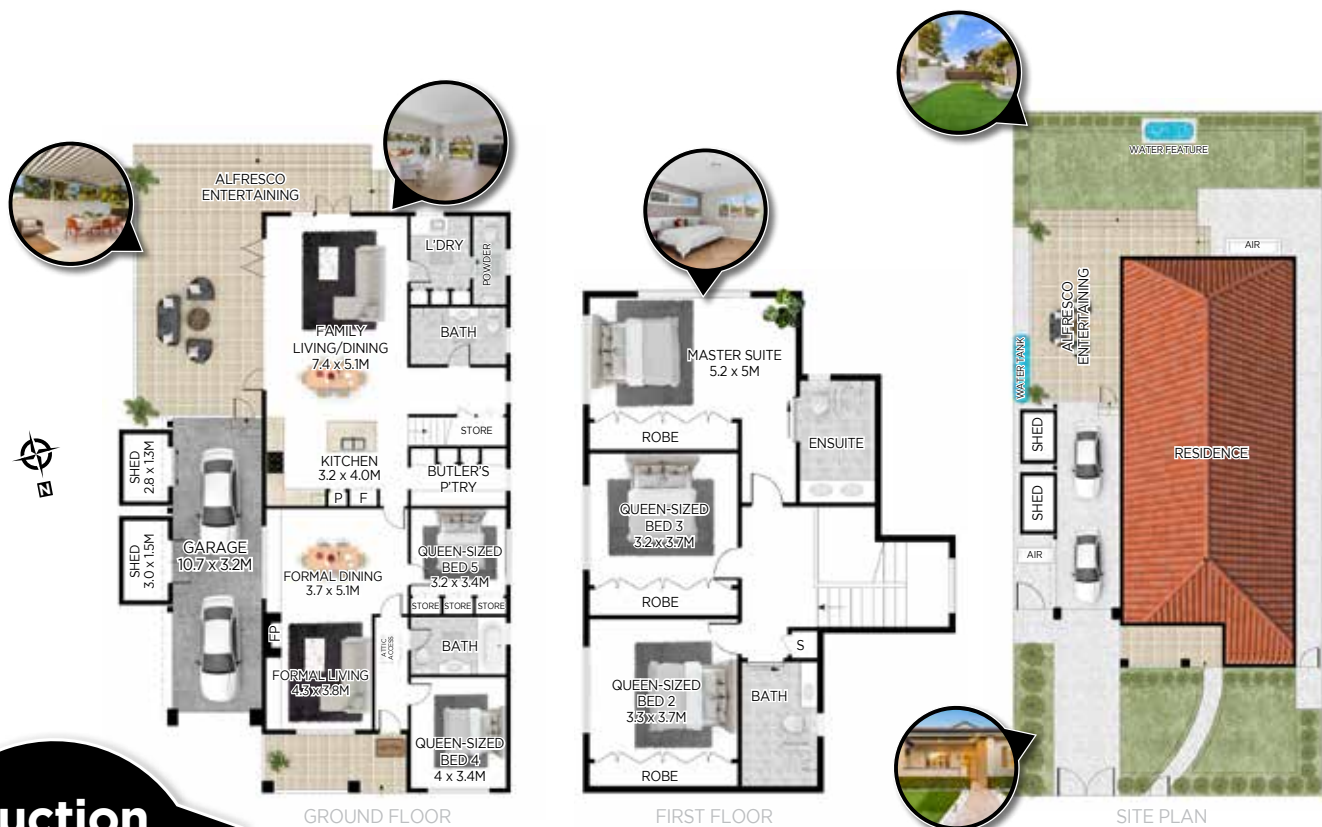 ALFRESCO
ENTERTAINING
L'DRY
POWDER
FAMILY
LIVING/DINING
7.4 x 5.1M
BATH
STORE
KITCHEN
3.2 x 4.0M
BUTLER'S
P'TRY
P
F
SHED
2.8 x 1.3M
SHED
3.0 x 1.5M
GARAGE
10.7 x 3.2M
FORMAL DINING
3.7 x 5.1M
QUEEN-SIZED
BED 5
3.2 x 3.4M
STORE
STORE
STORE
FP
ATTIC
ACCESS
BATH
FORMAL LIVING
4.3 x 3.8M
QUEEN-SIZED
BED 4
4 x 3.4M
N
uction
GROUND FLOOR
MASTER SUITE
5.2 x 5M
ROBE
ENSUITE
QUEEN-SIZED
BED 3
3.2 x 3.7M
ROBE
S
QUEEN-SIZED
BED 2
3.3 x 3.7M
BATH
ROBE
FIRST FLOOR
WATER FEATURE
AIR
ALFRESCO
ENTERTAINING
WATER TANK
SHED
SHED
RESIDENCE
AIR
SITE PLAN